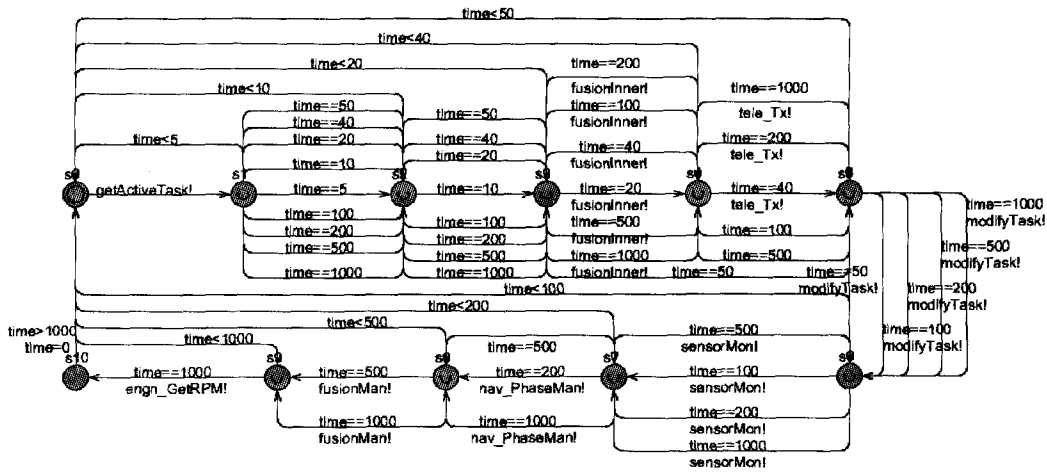 time<50
time<40
time<20
time==200
time<10
fusionInner!
time==1000
time==50
time==100
time==50
fusionInner!
tele_Tx!
time==40
time<5
time==20
time==40
time==40
time==200
time==10
time==20
fusionInner!
tele_Tx!
getActiveTask!
time==5
time==10
time==20
time==40
fusionInner!
tele_Tx!
time==1000
modifyTask!
time==100
time==100
time==500
time==100
time==200
time==200
fusionInner!
time==500
time==500
time==500
time==1000
time==500
modifyTask!
time==1000
time==1000
fusionInner!
time==50
time==50
modifyTask!
time<100
time==200
modifyTask!
time<200
time<500
time==100
modifyTask!
time>1000
time=0
time<1000
time==500
time==500
sensorMon!
s10
time==1000
engn_GetRPM!
time==500
fusionMan!
time==200
nav_PhaseMan!
time==100
sensorMon!
time==1000
fusionMan!
time==1000
nav_PhaseMan!
time==200
sensorMon!
time==1000
sensorMon!